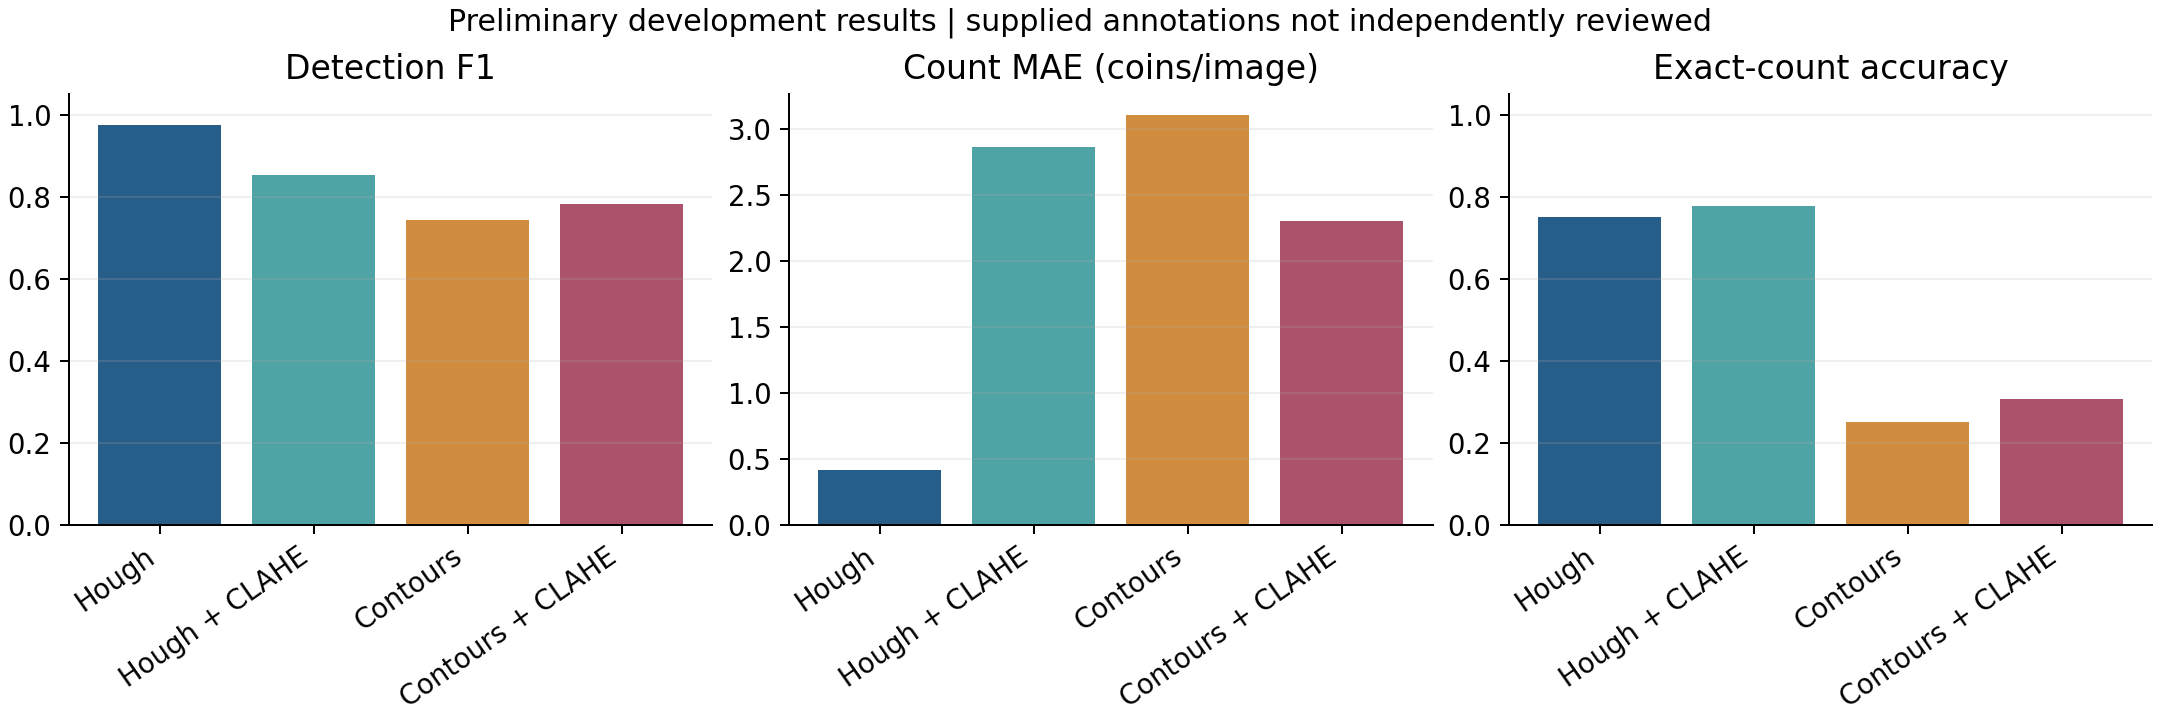 Preliminary development results | supplied annotations not independently reviewed
Detection F1
1.0
0.8
0.6
0.4
0.2
0.0
Hough
Hough + CLAHE
Contours
Contours + CLAHE
Count MAE (coins/image)
3.0
2.5
2.0
1.5
1.0
0.5
0.0
Hough
Hough + CLAHE
Contours
Contours + CLAHE
Exact-count accuracy
1.0
0.8
0.6
0.4
0.2
0.0
Hough
Hough + CLAHE
Contours
Contours + CLAHE